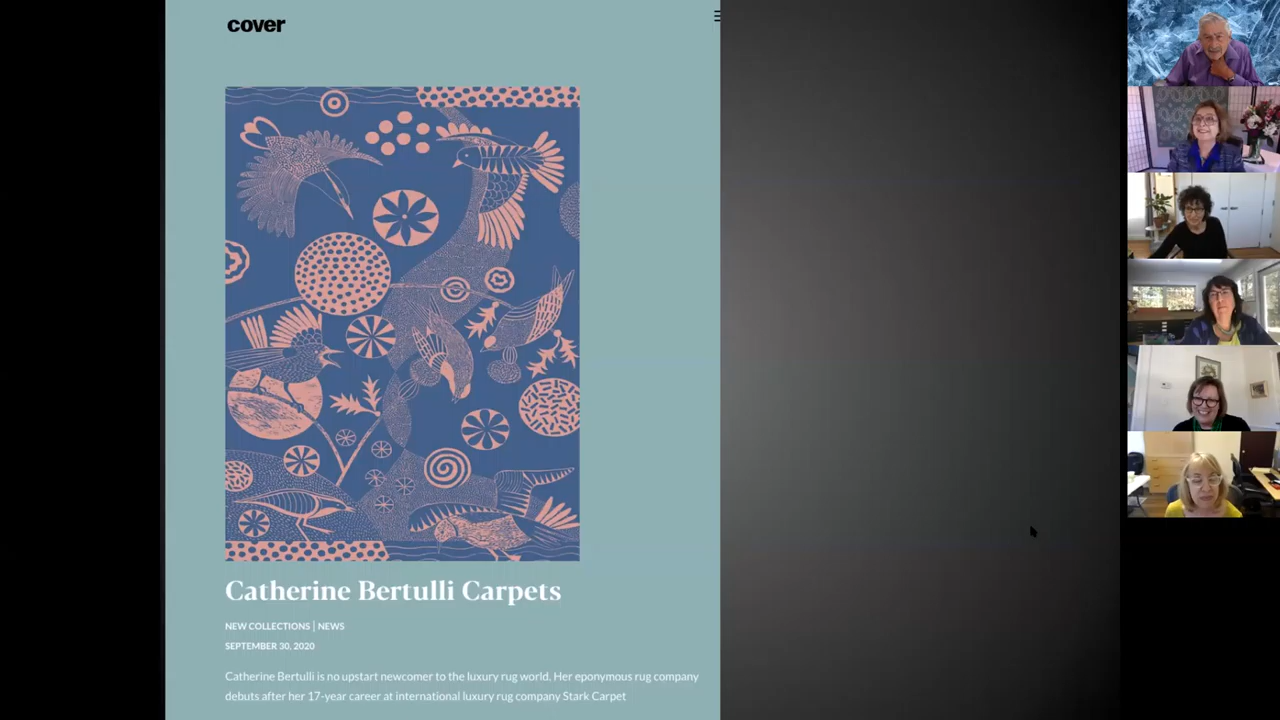 cover
Catherine Bertulli Carpets
NEW COLLECTIONS | NEWS
SEPTEMBER 30, 2020
Catherine Bertulli is no upstart newcomer to the luxury rug world. Her eponymous rug company
debuts after her 17-year career at international luxury rug company Stark Carpet